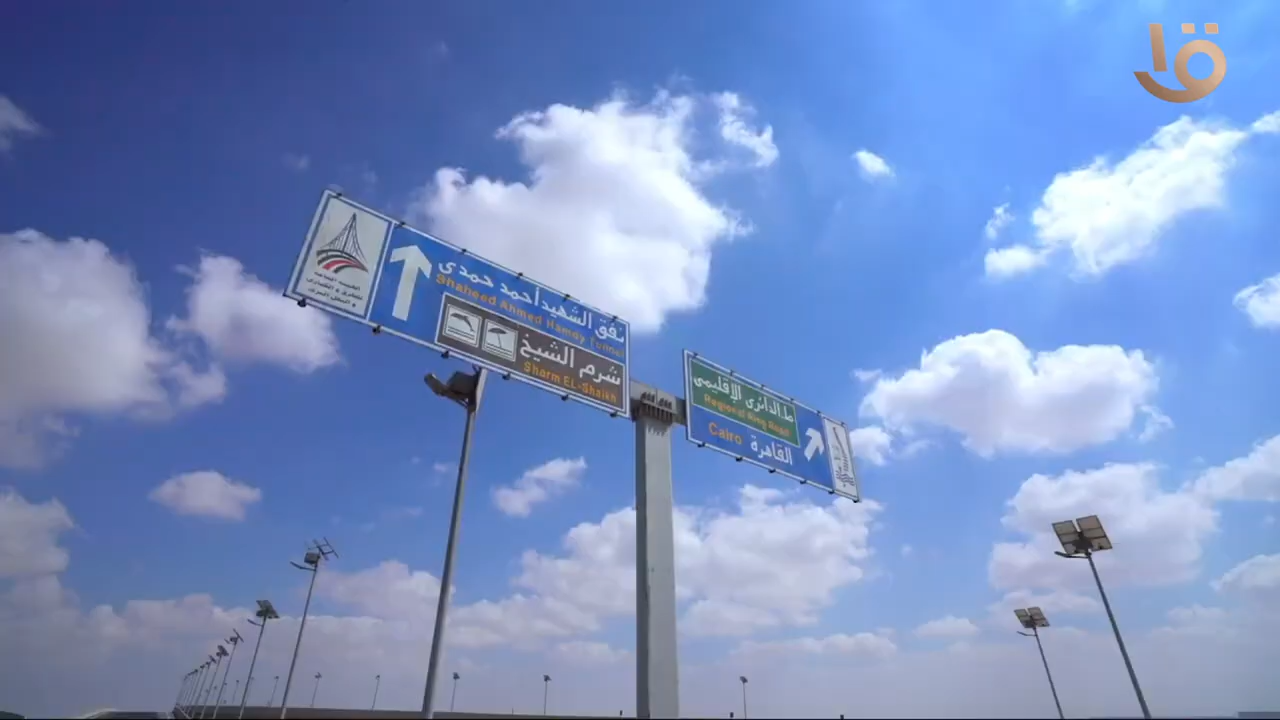 نفق الشهيد أحمد حمدى
Shaheed Ahmed Hamdy Tunnel
شرم الشيخ
Sharm EL-Shaikh
ط.الدائرى الإقليمى
Regional Ring Road
Cairo القاهرة